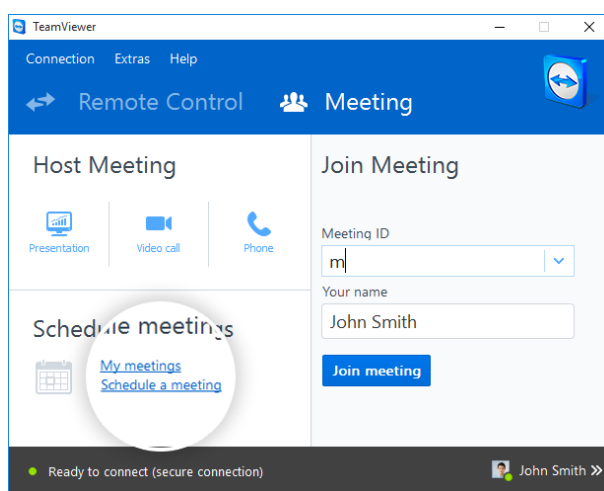 TeamViewer
Connection Extras Help
Remote Control Meeting
Host Meeting
Presentation Video call Phone
Schedule meetings
My meetings
Schedule a meeting
Join Meeting
Meeting ID
m
Your name
John Smith
Join meeting
Ready to connect (secure connection)
John Smith